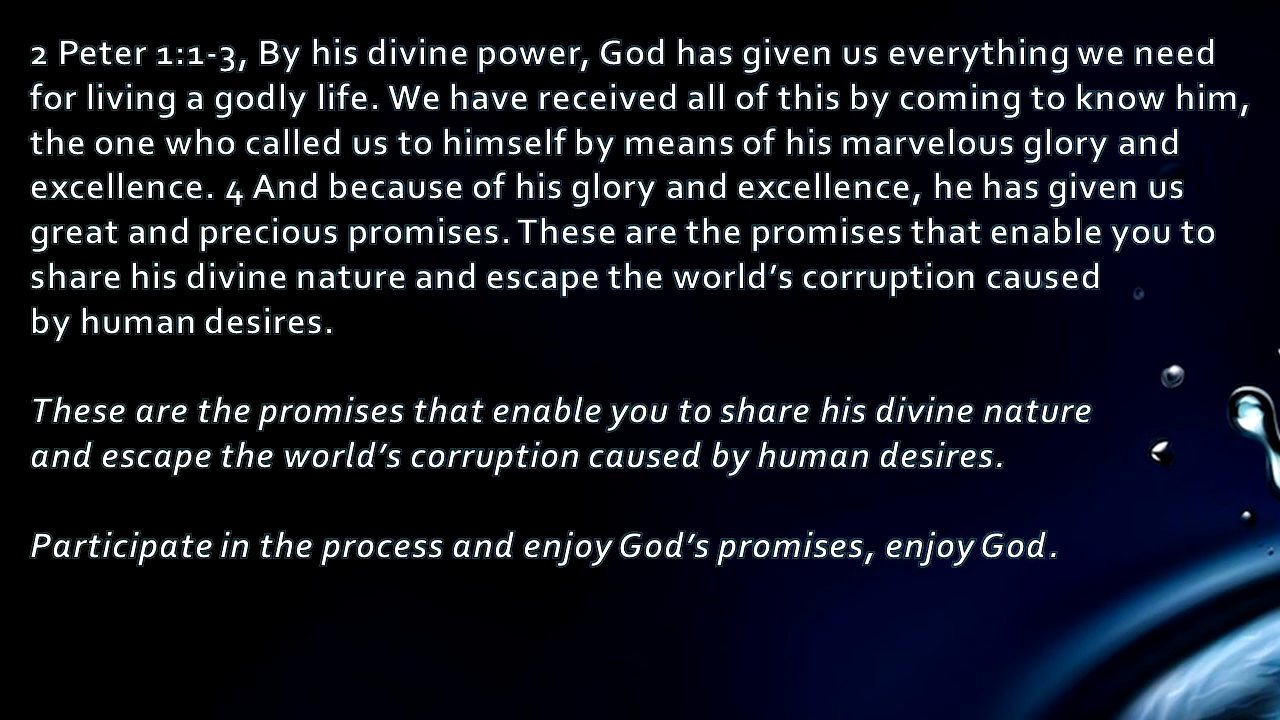 2 Peter 1:1-3, By his divine power, God has given us everything we need
for living a godly life. We have received all of this by coming to know him,
the one who called us to himself by means of his marvelous glory and
excellence. 4 And because of his glory and excellence, he has given us
great and precious promises. These are the promises that enable you to
share his divine nature and escape the world’s corruption caused
by human desires.
These are the promises that enable you to share his divine nature
and escape the world’s corruption caused by human desires.
Participate in the process and enjoy God’s promises, enjoy God.